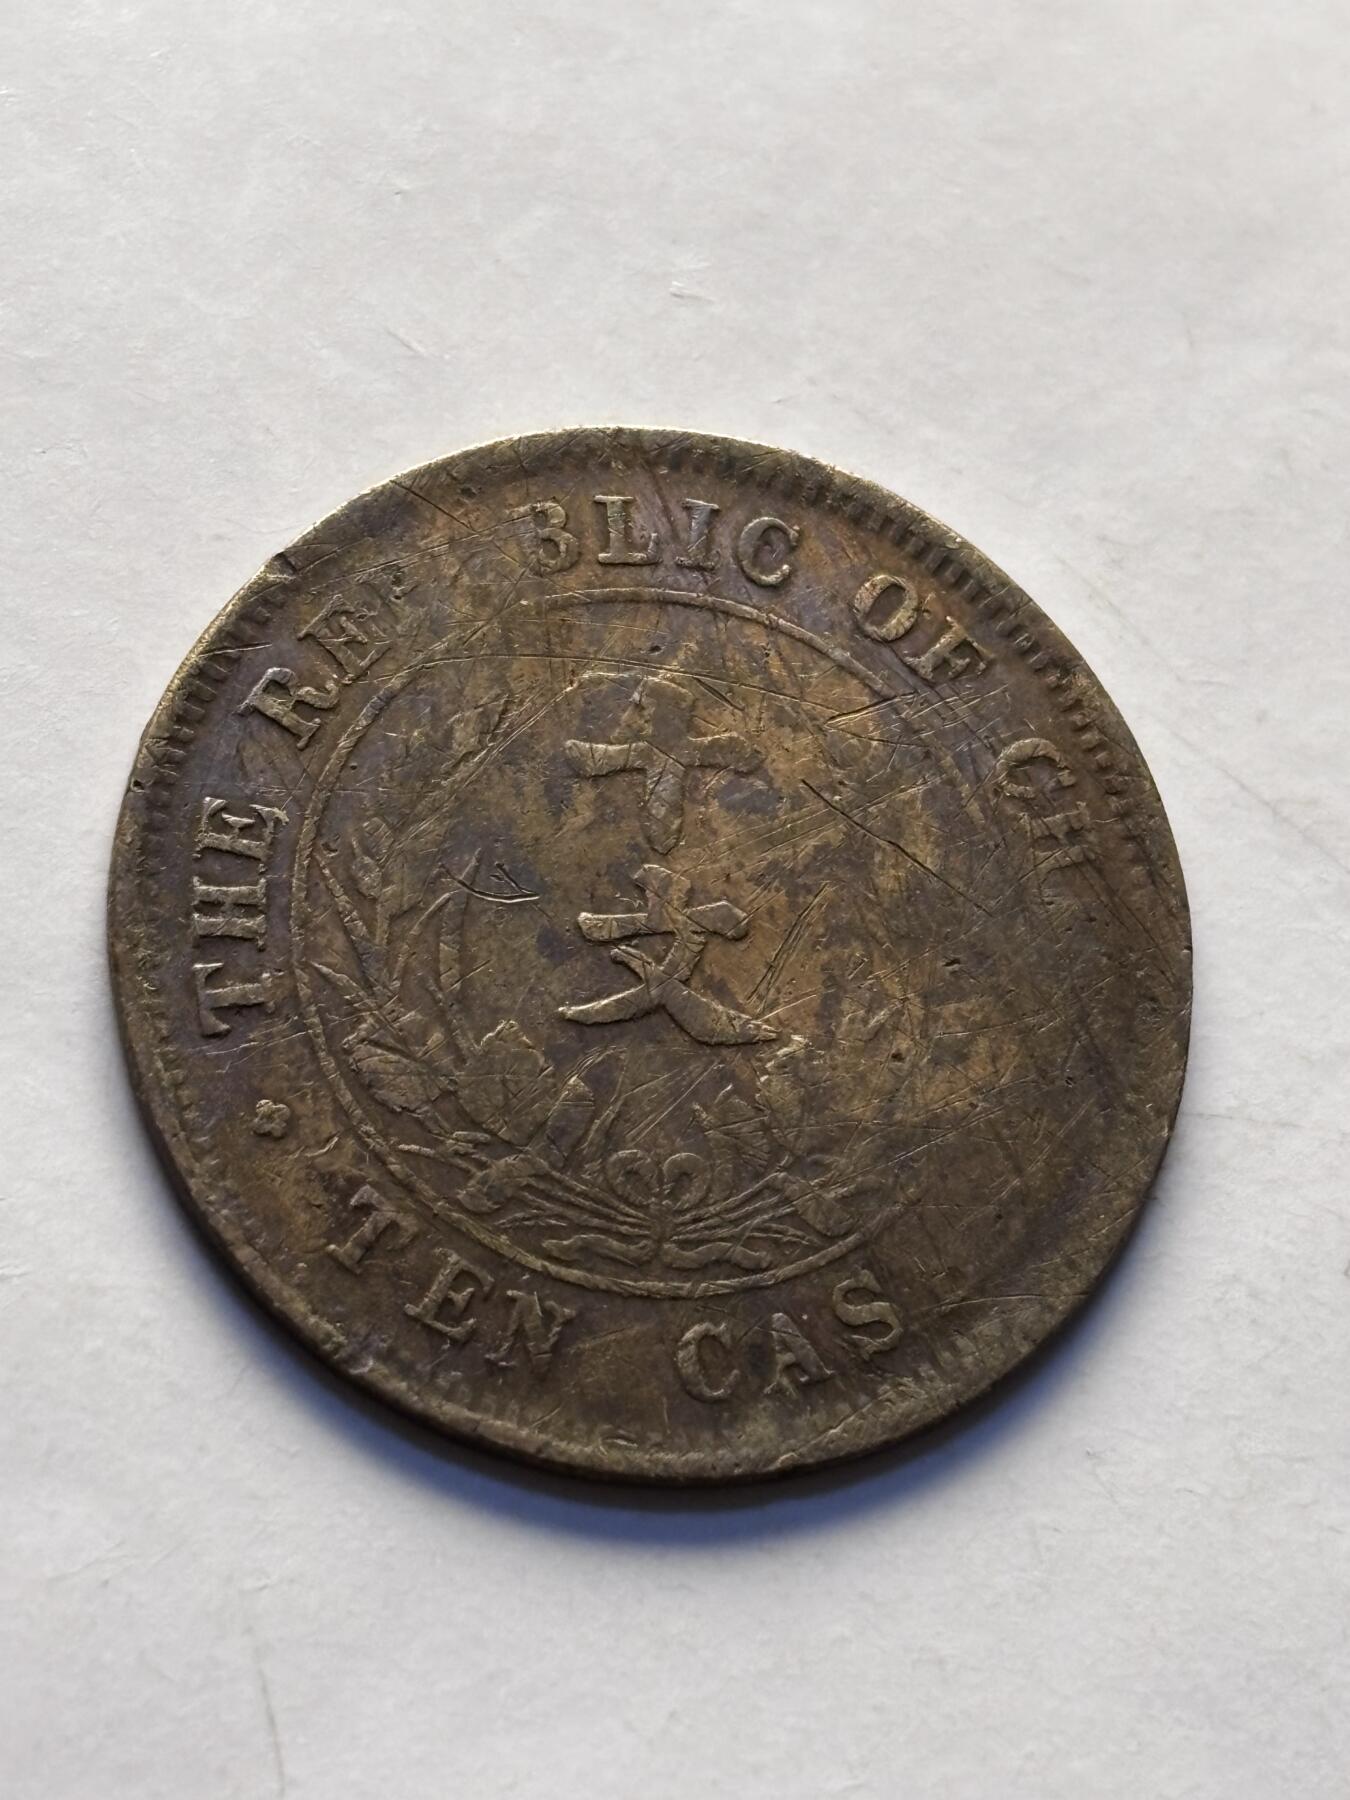 THE RE BLIC OF CH
十
文
TEN CAS